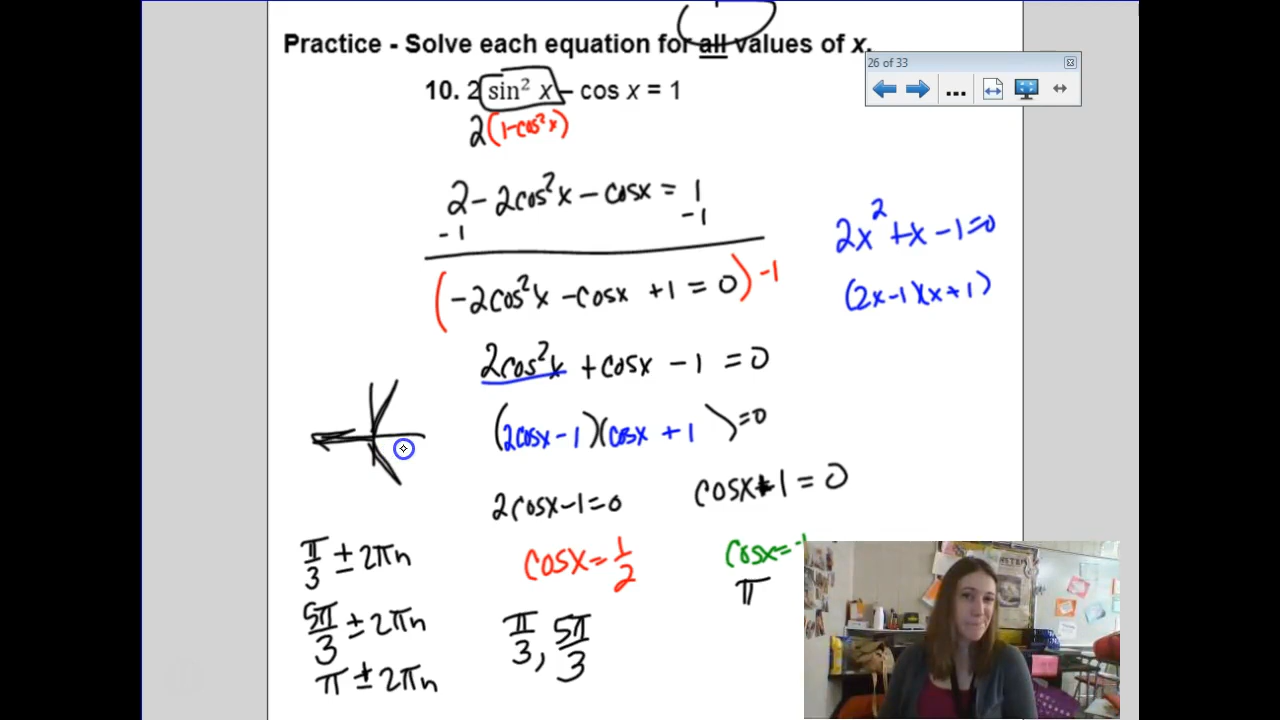 Practice - Solve each equation for all values of x.
26 of 33
10. 2 sin² x – cos x = 1
2(1-cos²x)
2 - 2cos²x - cosx = 1
-1 -1
(-2cos²x - cosx + 1 = 0) -1
2x² + x - 1 = 0
(2x-1)(x+1)
2cos²x + cosx - 1 = 0
(2cosx - 1)(cosx + 1) = 0
2cosx - 1 = 0
cosx + 1 = 0
cosx = 1/2
cosx = -1
π/3, 5π/3
π
π/3 ± 2πn
5π/3 ± 2πn
π ± 2πn